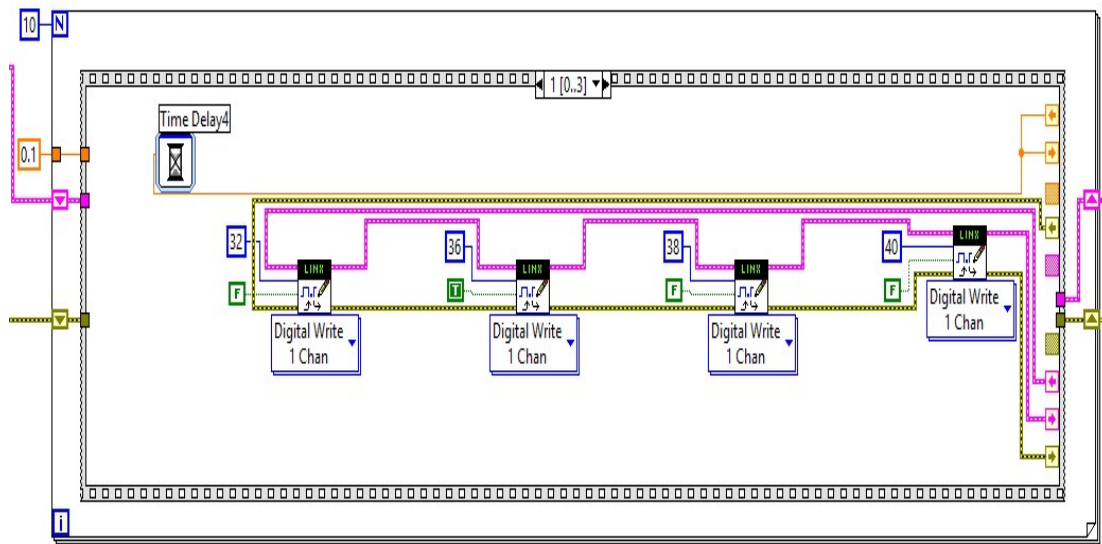 10 N
1 [0..3]
Time Delay4
0.1
32
36
38
40
LINX
LINX
LINX
LINX
F
T
F
F
Digital Write
1 Chan
Digital Write
1 Chan
Digital Write
1 Chan
Digital Write
1 Chan
i